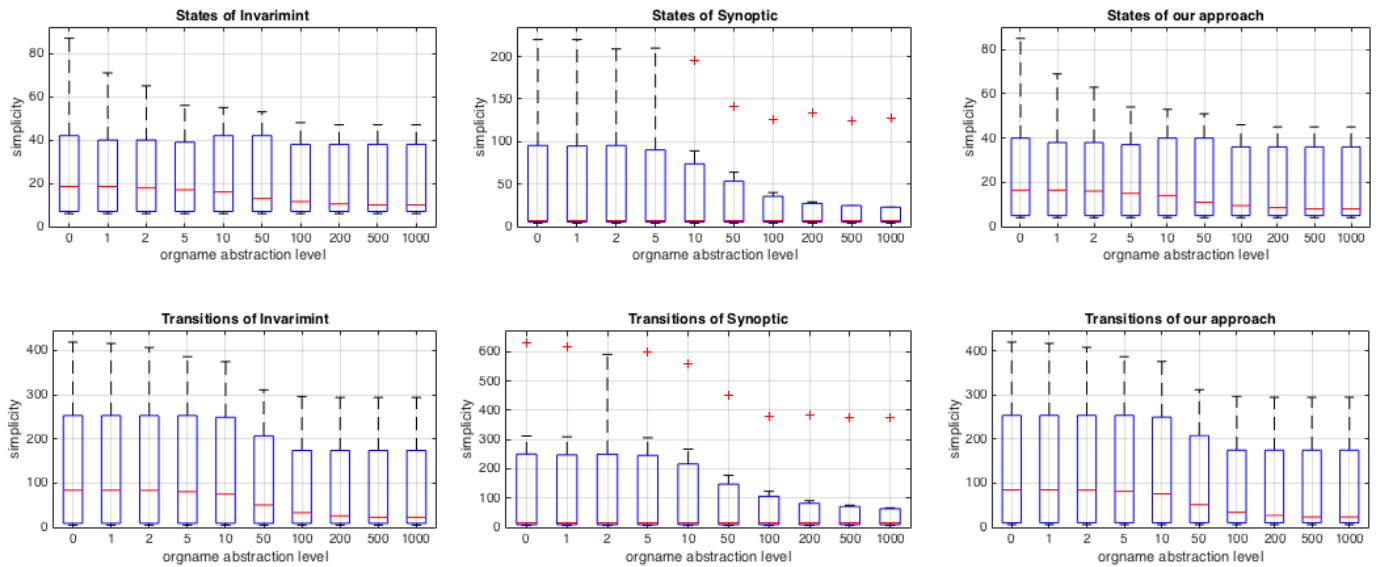 States of Invarimint
simplicity
80
60
40
20
0
0 1 2 5 10 50 100 200 500 1000
orgname abstraction level
States of Synoptic
simplicity
200
150
100
50
0
0 1 2 5 10 50 100 200 500 1000
orgname abstraction level
States of our approach
simplicity
80
60
40
20
0
0 1 2 5 10 50 100 200 500 1000
orgname abstraction level
Transitions of Invarimint
simplicity
400
300
200
100
0
0 1 2 5 10 50 100 200 500 1000
orgname abstraction level
Transitions of Synoptic
simplicity
600
500
400
300
200
100
0
0 1 2 5 10 50 100 200 500 1000
orgname abstraction level
Transitions of our approach
simplicity
400
300
200
100
0
0 1 2 5 10 50 100 200 500 1000
orgname abstraction level